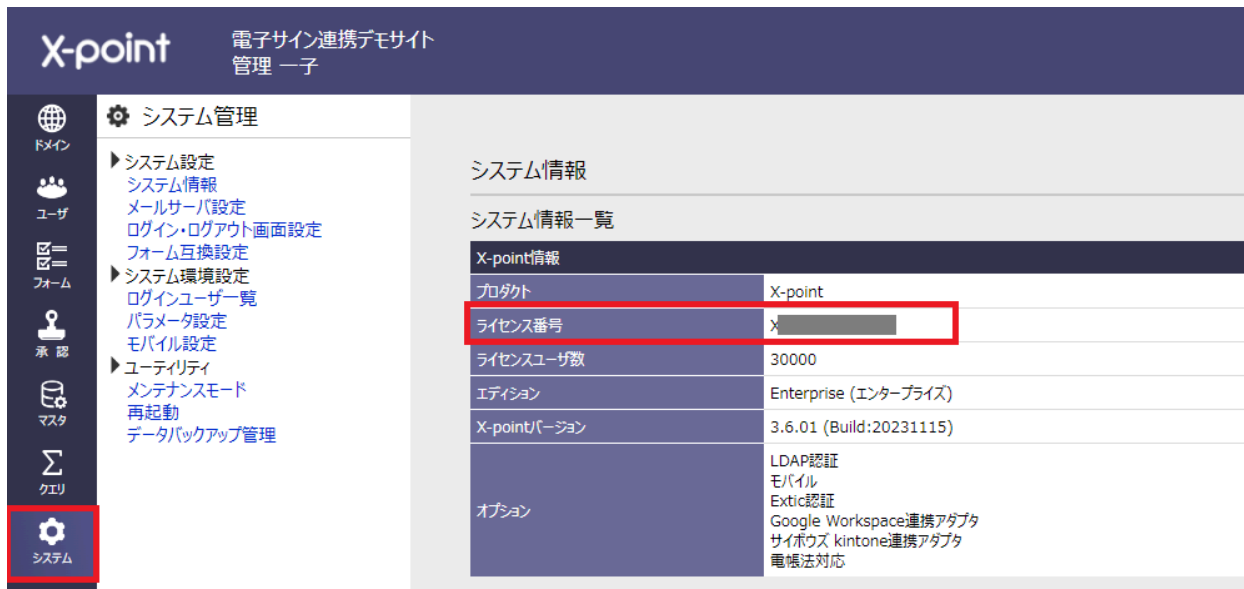 X-point
電子サイン連携デモサイト
管理 一子
ドメイン
ユーザ
フォーム
承 認
マスタ
クエリ
システム
システム管理
システム設定
システム情報
メールサーバ設定
ログイン・ログアウト画面設定
フォーム互換設定
システム環境設定
ログインユーザ一覧
パラメータ設定
モバイル設定
ユーティリティ
メンテナンスモード
再起動
データバックアップ管理
システム情報
システム情報一覧
X-point情報
プロダクト X-point
ライセンス番号 X
ライセンスユーザ数 30000
エディション Enterprise (エンタープライズ)
X-pointバージョン 3.6.01 (Build:20231115)
オプション
LDAP認証
モバイル
Extic認証
Google Workspace連携アダプタ
サイボウズ kintone連携アダプタ
電帳法対応